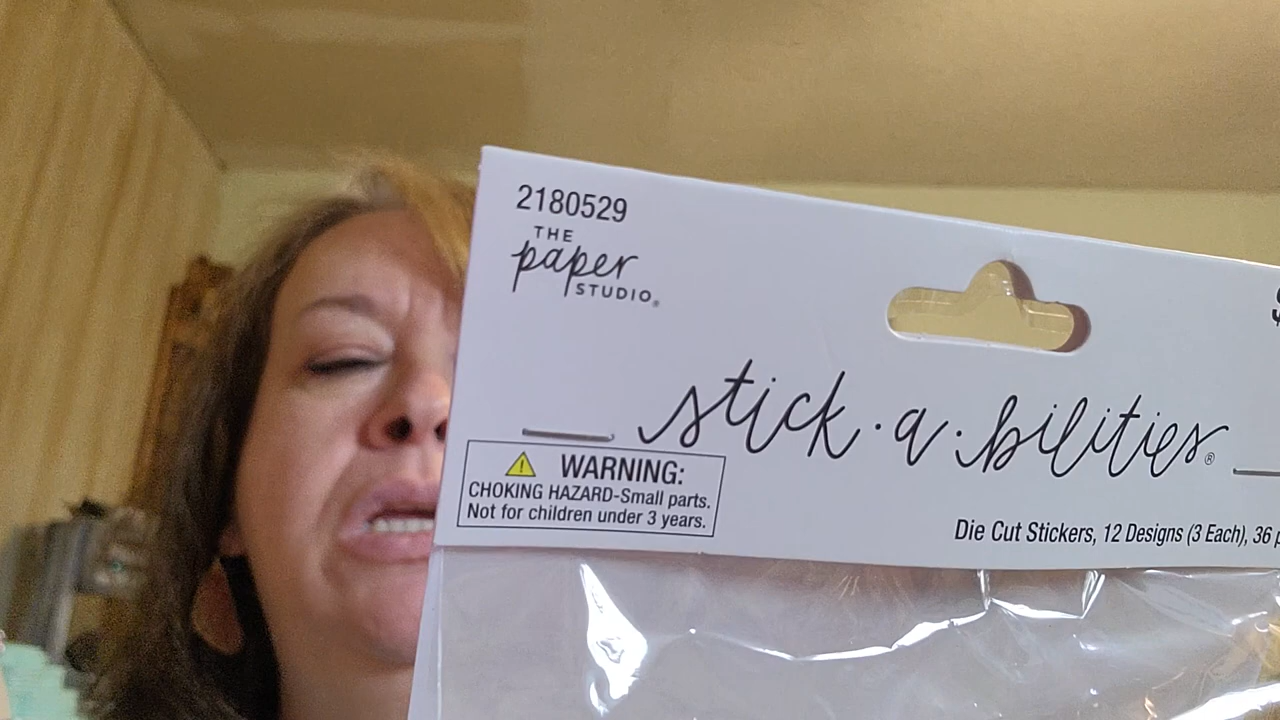 2180529
THE
paper
STUDIO®
stick·a·bilities®
WARNING:
CHOKING HAZARD-Small parts.
Not for children under 3 years.
Die Cut Stickers, 12 Designs (3 Each), 36